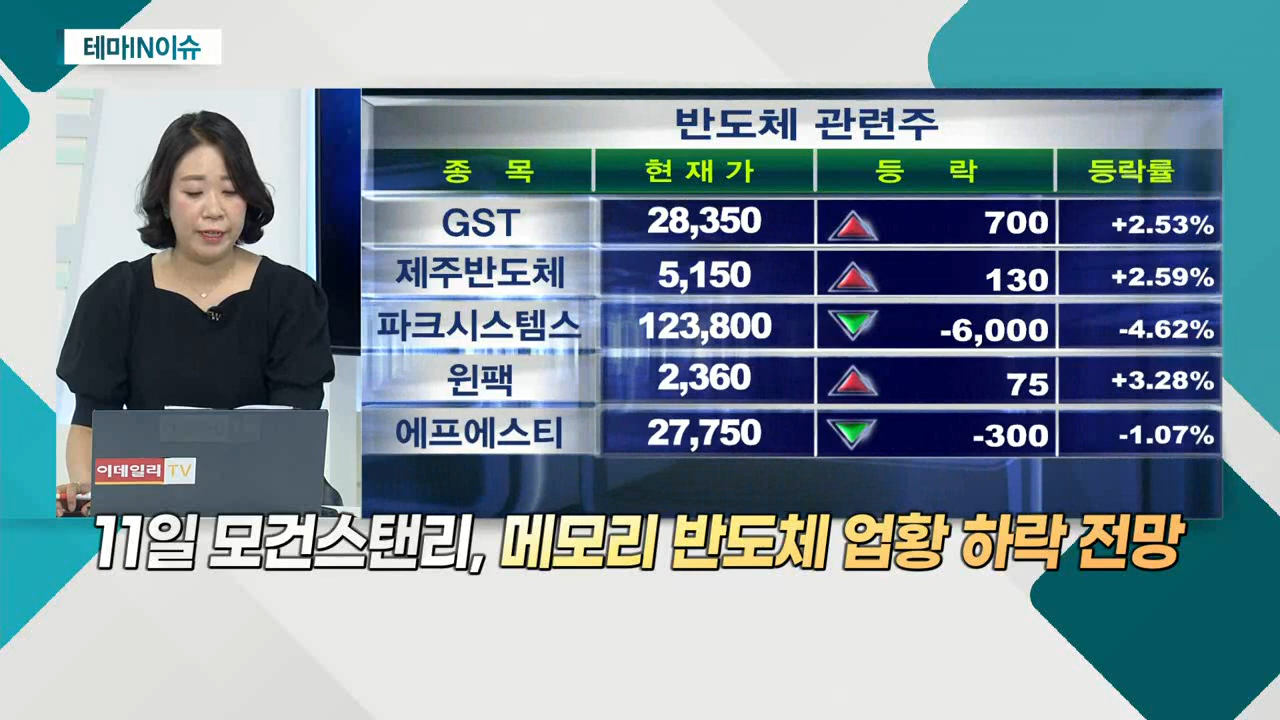 테마IN이슈
반도체 관련주
종 목 현 재 가 등 락 등락률
GST 28,350 700 +2.53%
제주반도체 5,150 130 +2.59%
파크시스템스 123,800 -6,000 -4.62%
윈팩 2,360 75 +3.28%
에프에스티 27,750 -300 -1.07%
이데일리 TV
11일 모건스탠리, 메모리 반도체 업황 하락 전망